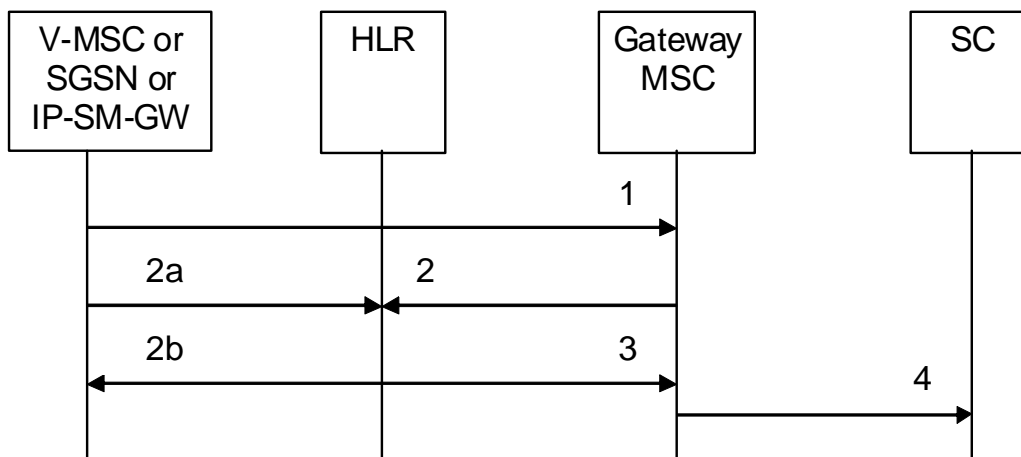 V-MSC or
SGSN or
IP-SM-GW
HLR
Gateway
MSC
SC
1
2a
2
2b
3
4